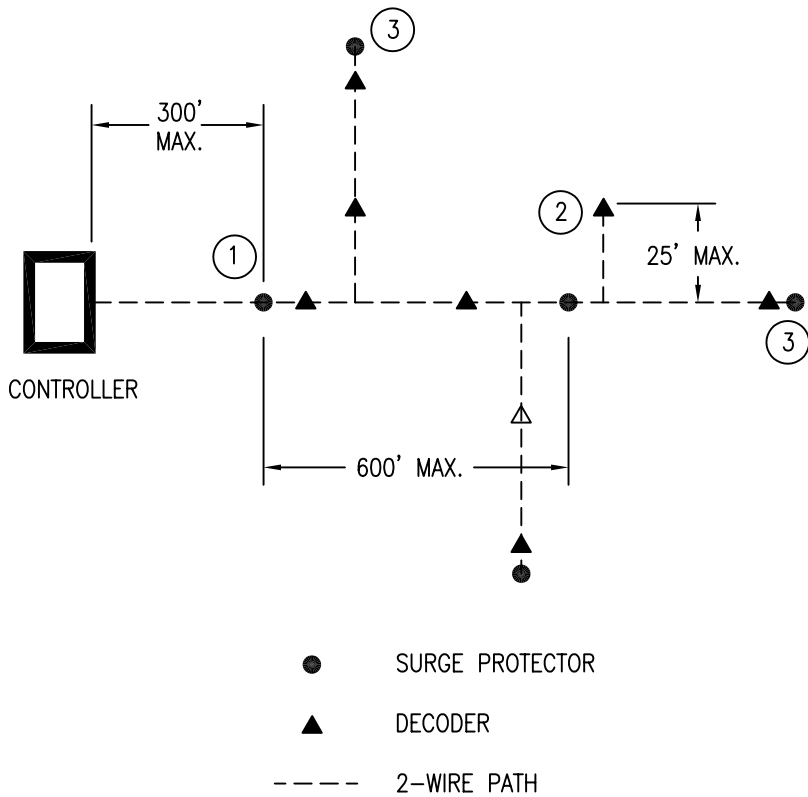 3
300'
MAX.
2
1
25' MAX.
3
CONTROLLER
600' MAX.
SURGE PROTECTOR
DECODER
2-WIRE PATH